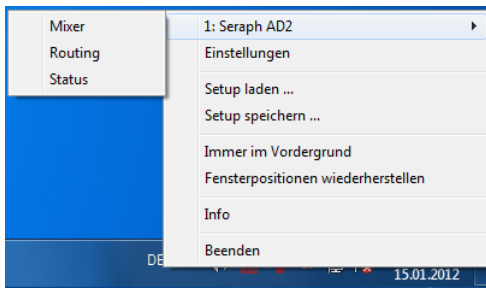 Mixer
Routing
Status
1: Seraph AD2
Einstellungen
Setup laden ...
Setup speichern ...
Immer im Vordergrund
Fensterpositionen wiederherstellen
Info
Beenden
DE
15.01.2012